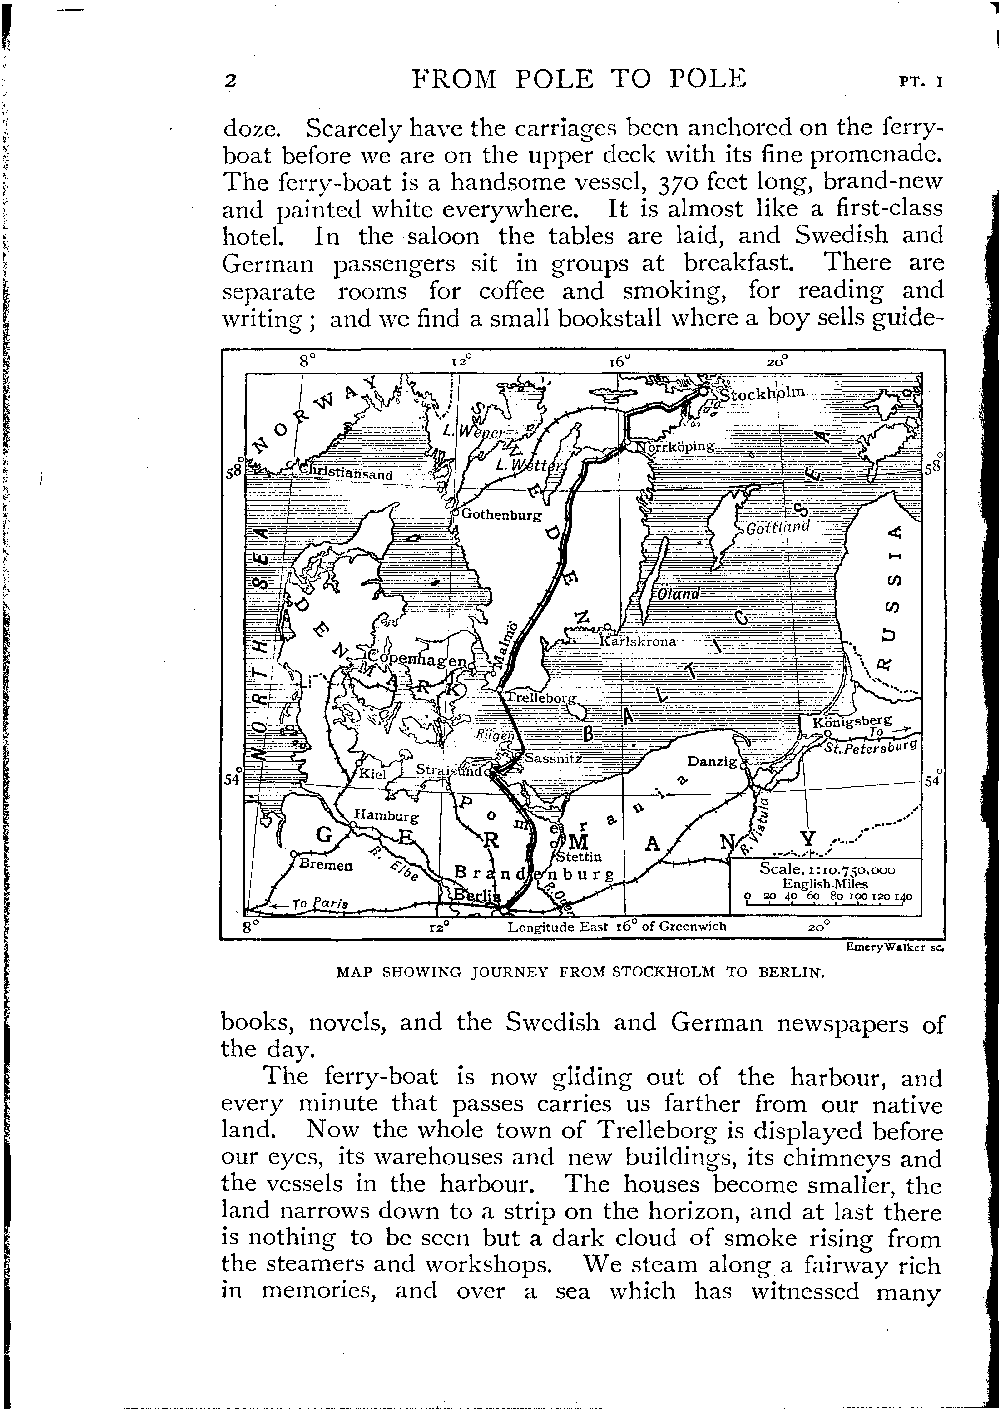 2 FROM POLE TO POLE PT. I
doze. Scarcely have the carriages been anchored on the ferry-
boat before we are on the upper deck with its fine promenade.
The ferry-boat is a handsome vessel, 370 feet long, brand-new
and painted white everywhere. It is almost like a first-class
hotel. In the saloon the tables are laid, and Swedish and
German passengers sit in groups at breakfast. There are
separate rooms for coffee and smoking, for reading and
writing; and we find a small bookstall where a boy sells guide-
8° 12° 16° 20°
NORWAY
Stockholm
L. Wener
Norrköping
L. Wetter
58° 58°
Christiansand
SWEDEN
Gothenburg
Gottland
NORTH SEA
RUSSIA
Öland
DENMARK
Karlskrona
Malmö
Copenhagen
BALTIC SEA
Trelleborg
Königsberg
To St. Petersburg
Rügen
Sassnitz
Danzig
54° 54°
Kiel
Stralsund
Pomerania
Hamburg
GERMANY
R. Vistula
Stettin
Bremen
R. Elbe
Brandenburg
Berlin
R. Oder
To Paris
Scale, 1:10,750,000
English Miles
0 20 40 60 80 100 120 140
8° 12° Longitude East 16° of Greenwich 20°
Emery Walker sc.
MAP SHOWING JOURNEY FROM STOCKHOLM TO BERLIN.
books, novels, and the Swedish and German newspapers of
the day.
The ferry-boat is now gliding out of the harbour, and
every minute that passes carries us farther from our native
land. Now the whole town of Trelleborg is displayed before
our eyes, its warehouses and new buildings, its chimneys and
the vessels in the harbour. The houses become smaller, the
land narrows down to a strip on the horizon, and at last there
is nothing to be seen but a dark cloud of smoke rising from
the steamers and workshops. We steam along a fairway rich
in memories, and over a sea which has witnessed many